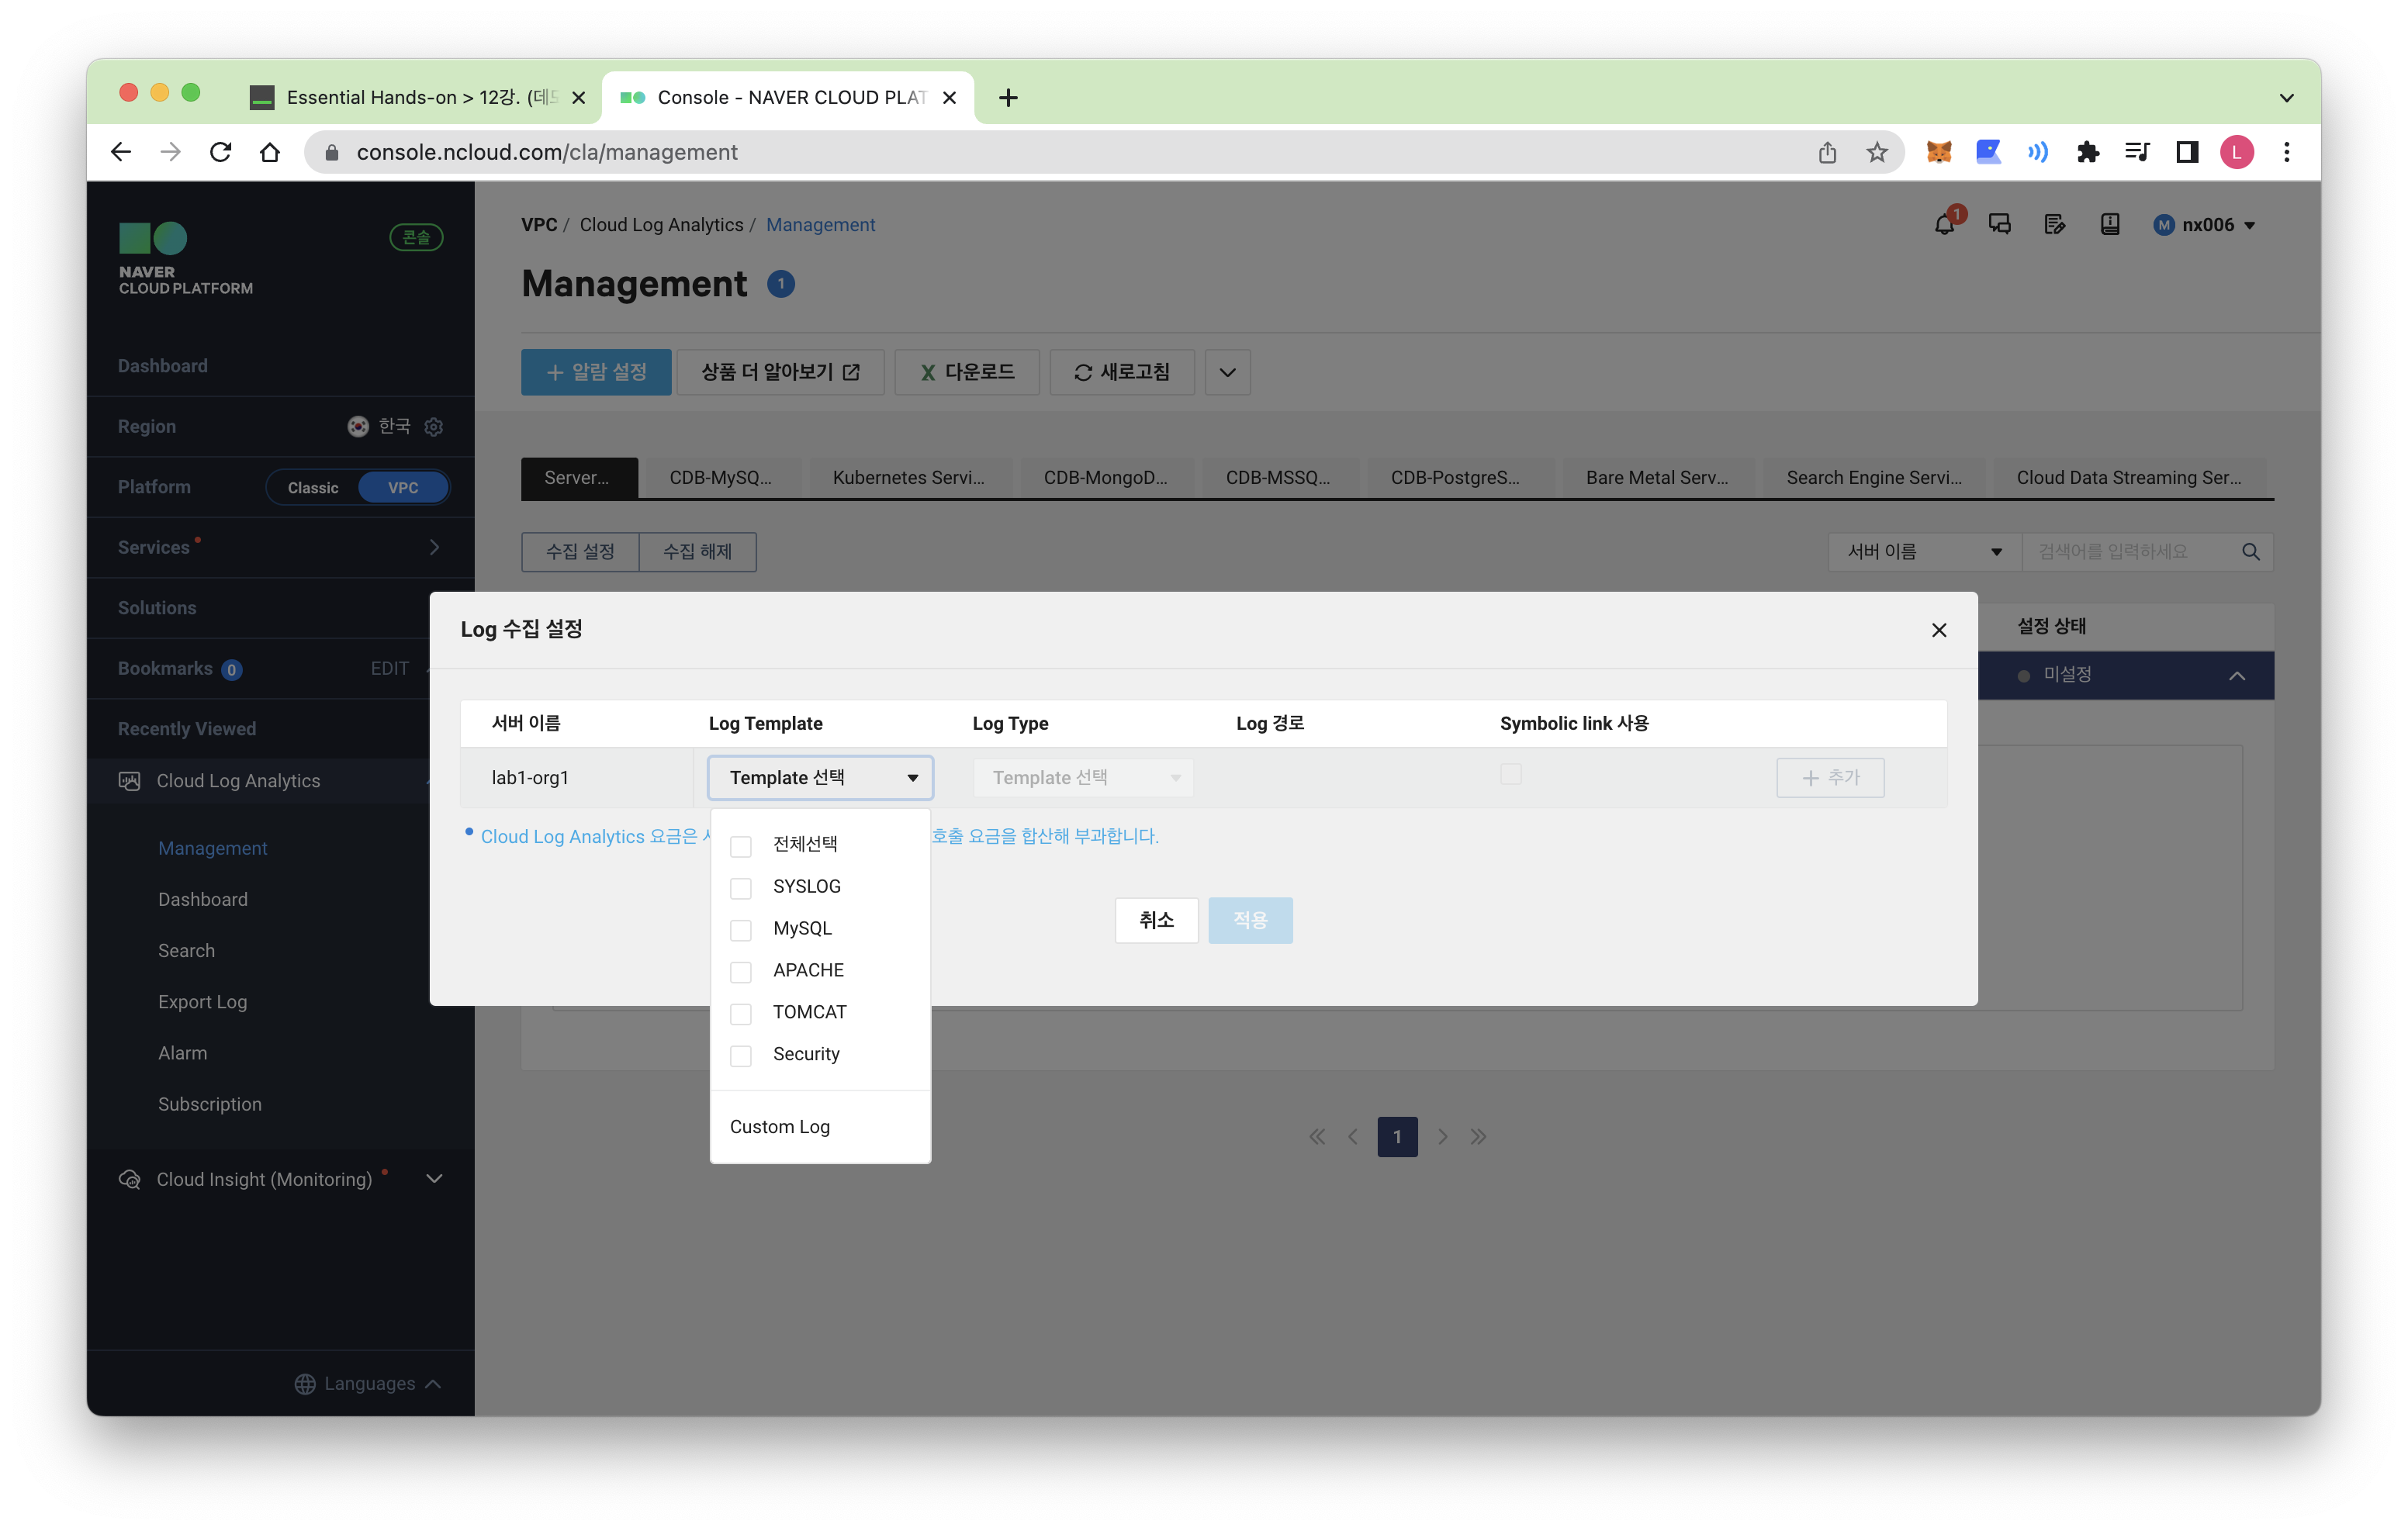 Essential Hands-on > 12강. (데모
Console - NAVER CLOUD PLAT
console.ncloud.com/cla/management
L
NAVER
CLOUD PLATFORM
콘솔
Dashboard
Region
한국
Platform
Classic
VPC
Services
Solutions
Bookmarks 0
EDIT
Recently Viewed
Cloud Log Analytics
Management
Dashboard
Search
Export Log
Alarm
Subscription
Cloud Insight (Monitoring)
Languages
VPC / Cloud Log Analytics / Management
1
M nx006
Management 1
+ 알람 설정
상품 더 알아보기
X 다운로드
새로고침
Server...
CDB-MySQ...
Kubernetes Servi...
CDB-MongoD...
CDB-MSSQ...
CDB-PostgreS...
Bare Metal Serv...
Search Engine Servi...
Cloud Data Streaming Ser...
수집 설정
수집 해제
서버 이름
검색어를 입력하세요
설정 상태
미설정
Log 수집 설정
서버 이름
Log Template
Log Type
Log 경로
Symbolic link 사용
lab1-org1
Template 선택
Template 선택
+ 추가
Cloud Log Analytics 요금은
호출 요금을 합산해 부과합니다.
전체선택
SYSLOG
MySQL
APACHE
TOMCAT
Security
Custom Log
취소
적용
1